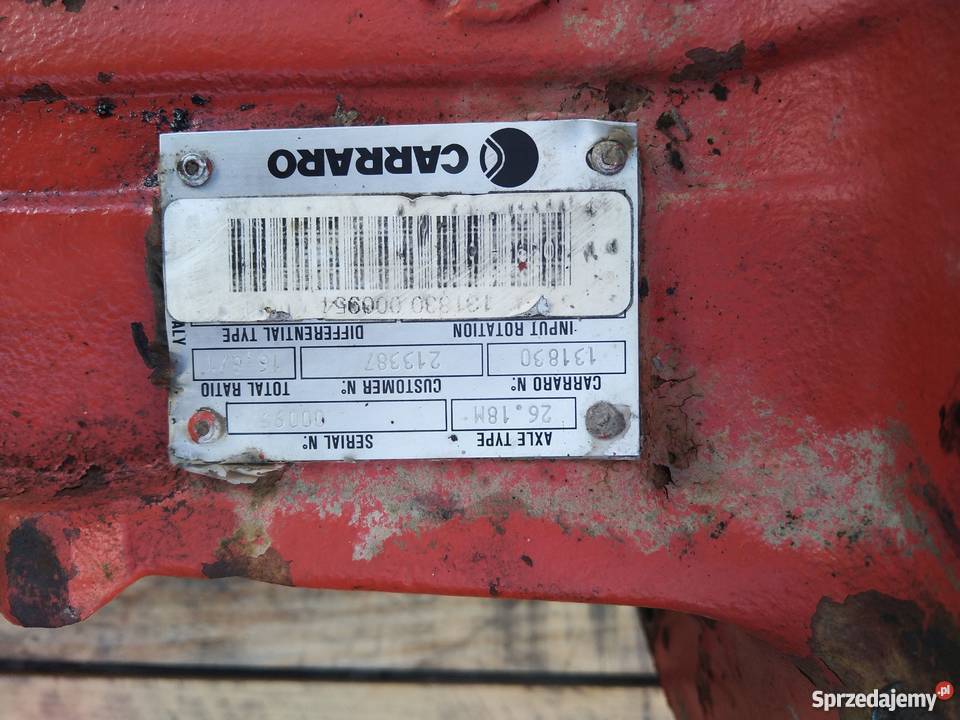 AXLE TYPE SERIAL N°
26.18M
CARRARO N° CUSTOMER N° TOTAL RATIO
131830 213387
INPUT ROTATION DIFFERENTIAL TYPE
ALY
131830 000954
CARRARO
Sprzedajemy.pl